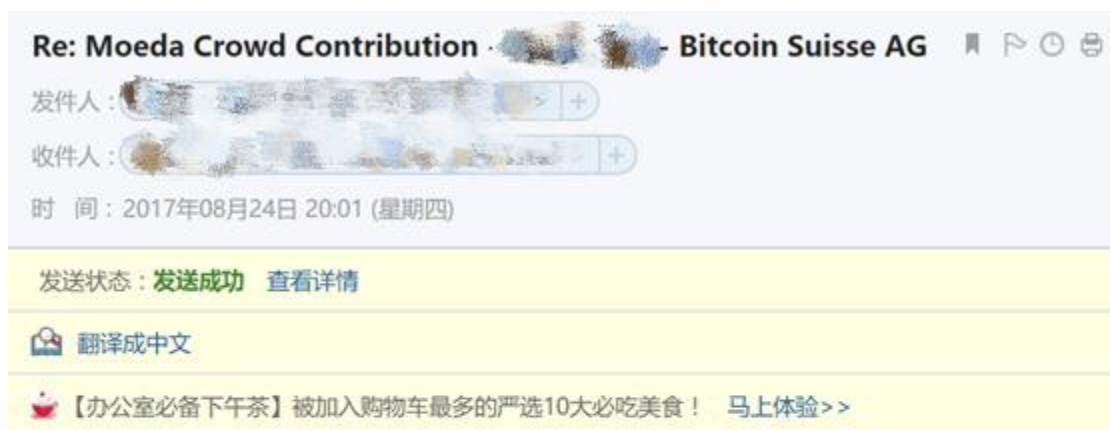 Re: Moeda Crowd Contribution - Bitcoin Suisse AG
发件人：> +
收件人：+
时 间：2017年08月24日 20:01 (星期四)
发送状态：发送成功 查看详情
翻译成中文
【办公室必备下午茶】被加入购物车最多的严选10大必吃美食！ 马上体验>>